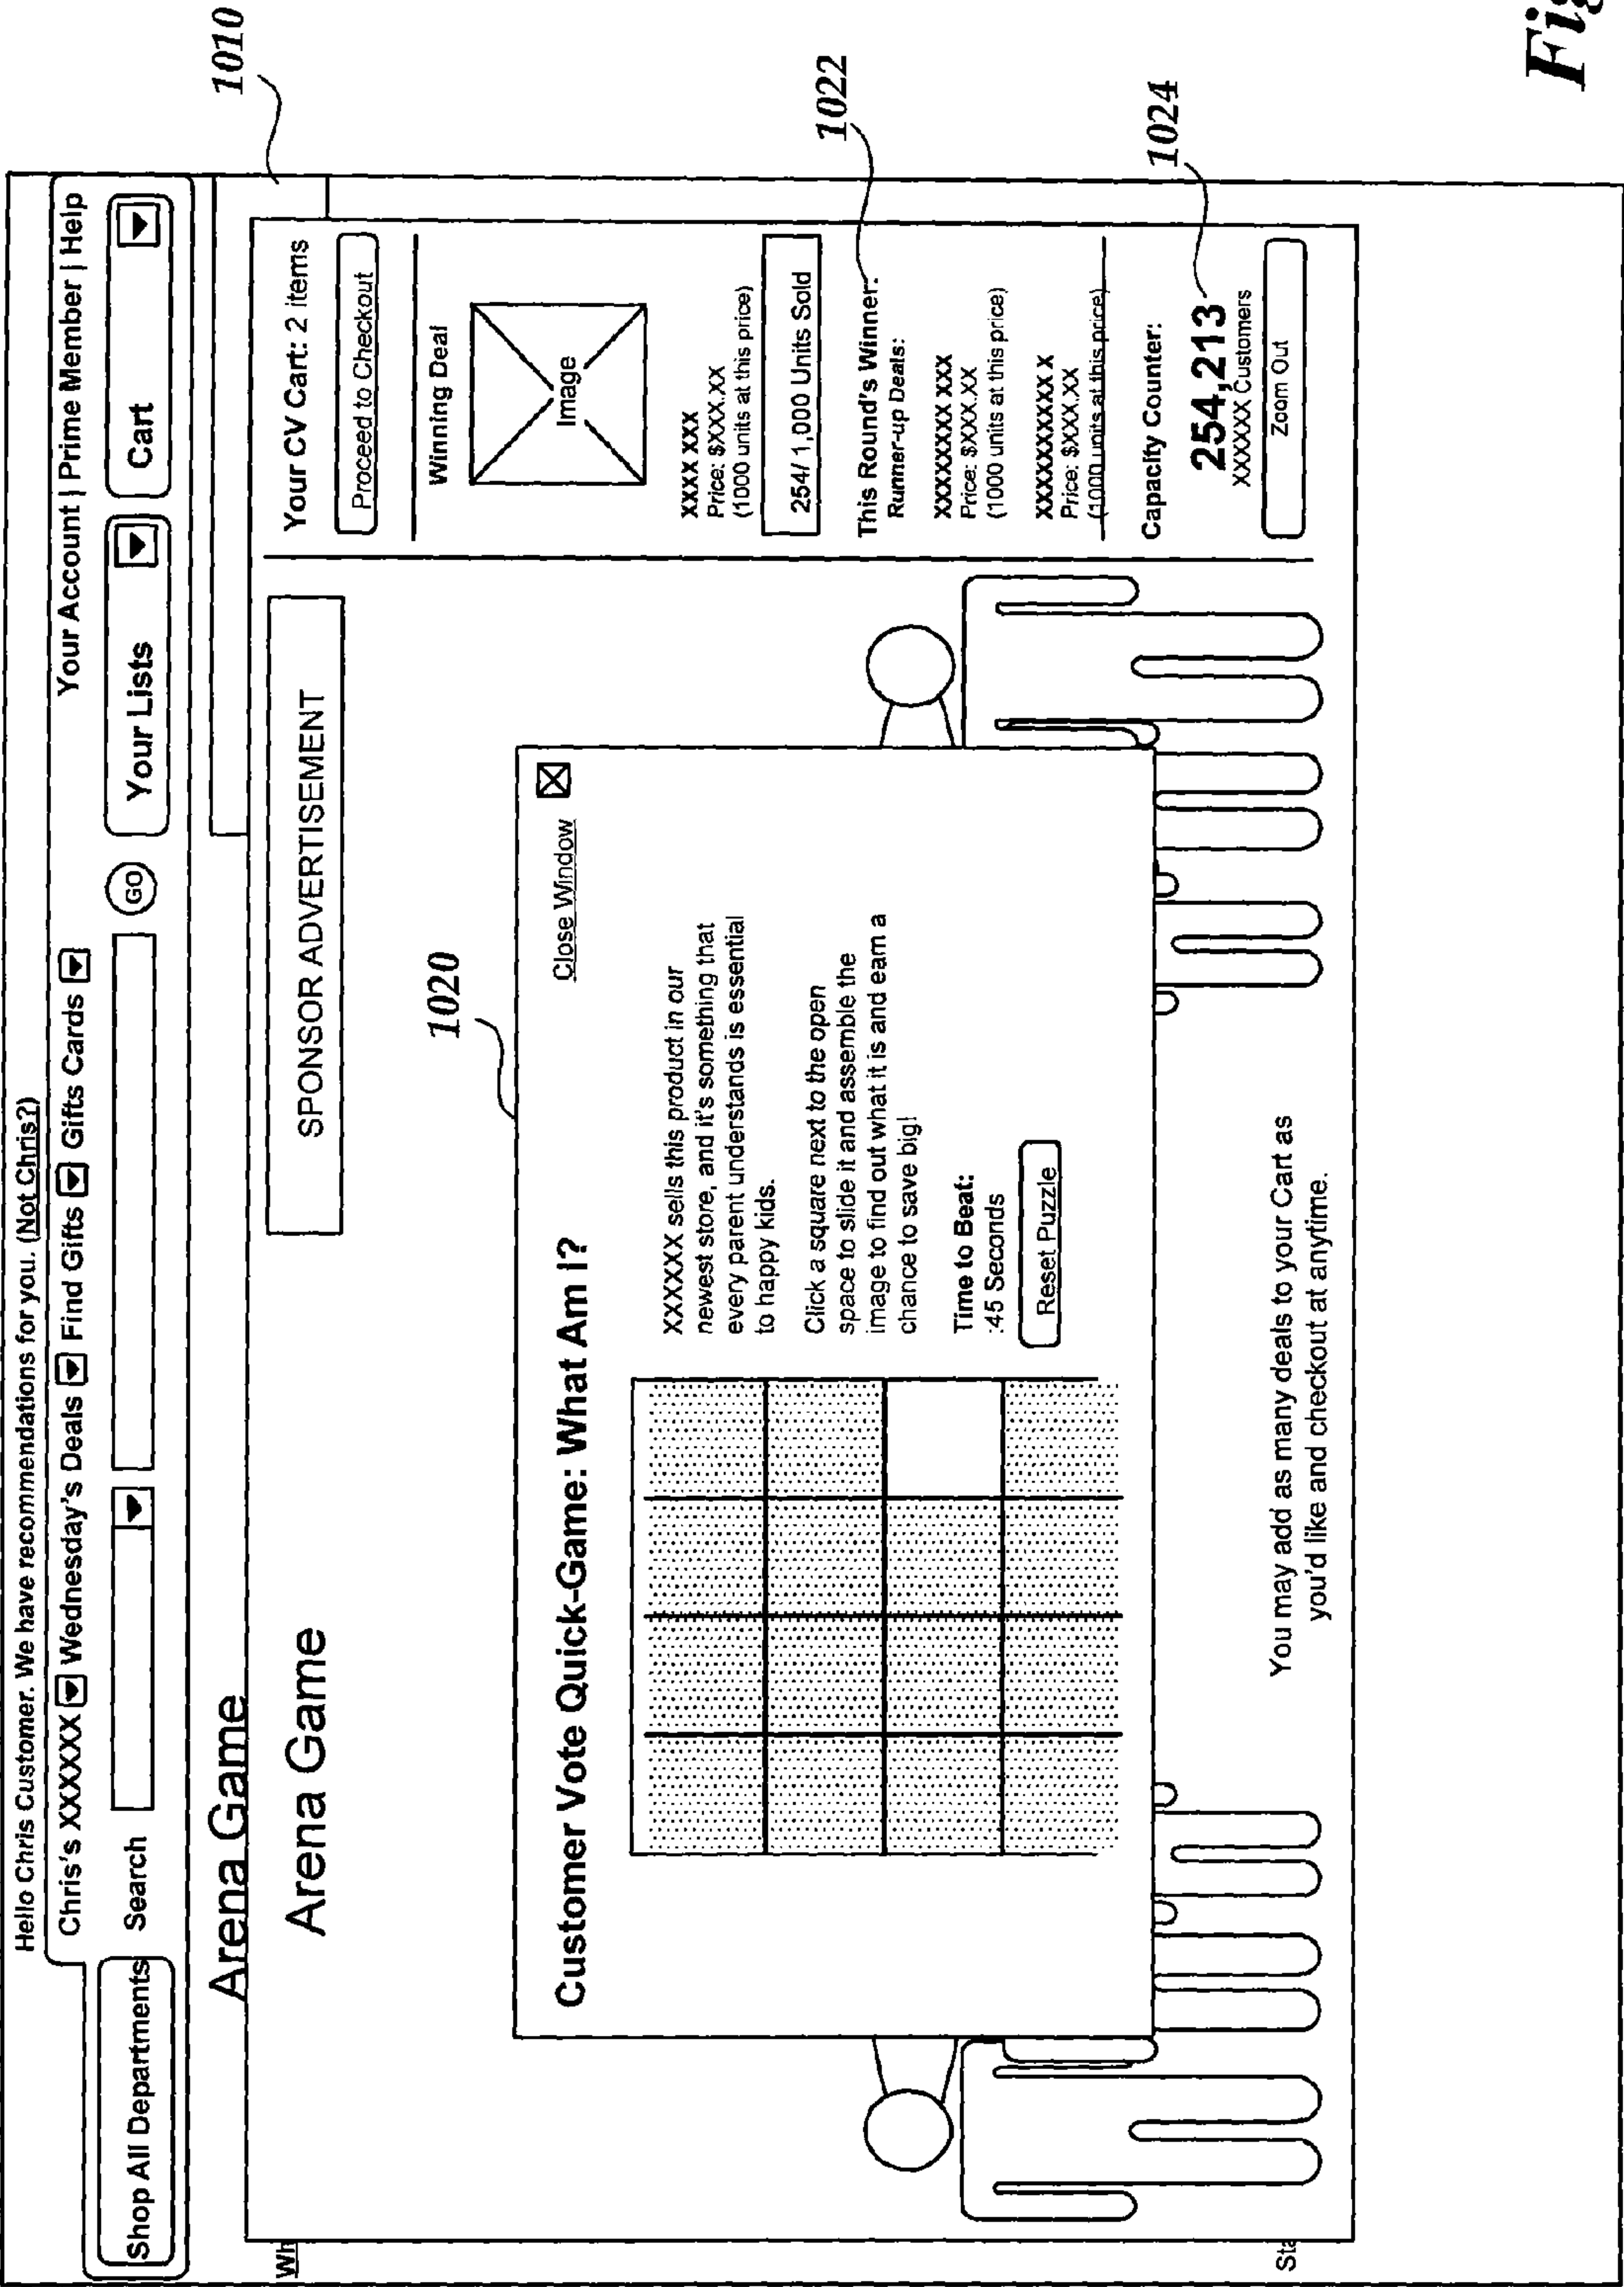 Hello Chris Customer. We have recommendations for you. (Not Chris?)
Chris's XXXXXX Wednesday's Deals Find Gifts Gifts Cards
Your Account | Prime Member | Help
Shop All Departments
Search
GO
Your Lists
Cart
Arena Game
1010
Wh
Arena Game
SPONSOR ADVERTISEMENT
1020
Customer Vote Quick-Game: What Am I?
Close Window
XXXXXX sells this product in our
newest store, and it's something that
every parent understands is essential
to happy kids.
Click a square next to the open
space to slide it and assemble the
image to find out what it is and earn a
chance to save big!
Time to Beat:
:45 Seconds
Reset Puzzle
You may add as many deals to your Cart as
you'd like and checkout at anytime.
Your CV Cart: 2 items
Proceed to Checkout
Winning Deal
Image
XXXX XXX
Price: $XXX.XX
(1000 units at this price)
254/ 1,000 Units Sold
This Round's Winner:
1022
Runner-up Deals:
XXXXXXXX XXX
Price: $XXX.XX
(1000 units at this price)
XXXXXXXXXX X
Price: $XXX.XX
(1000 units at this price)
Capacity Counter:
254,213
1024
XXXXXX Customers
Zoom Out
Sta
Fig